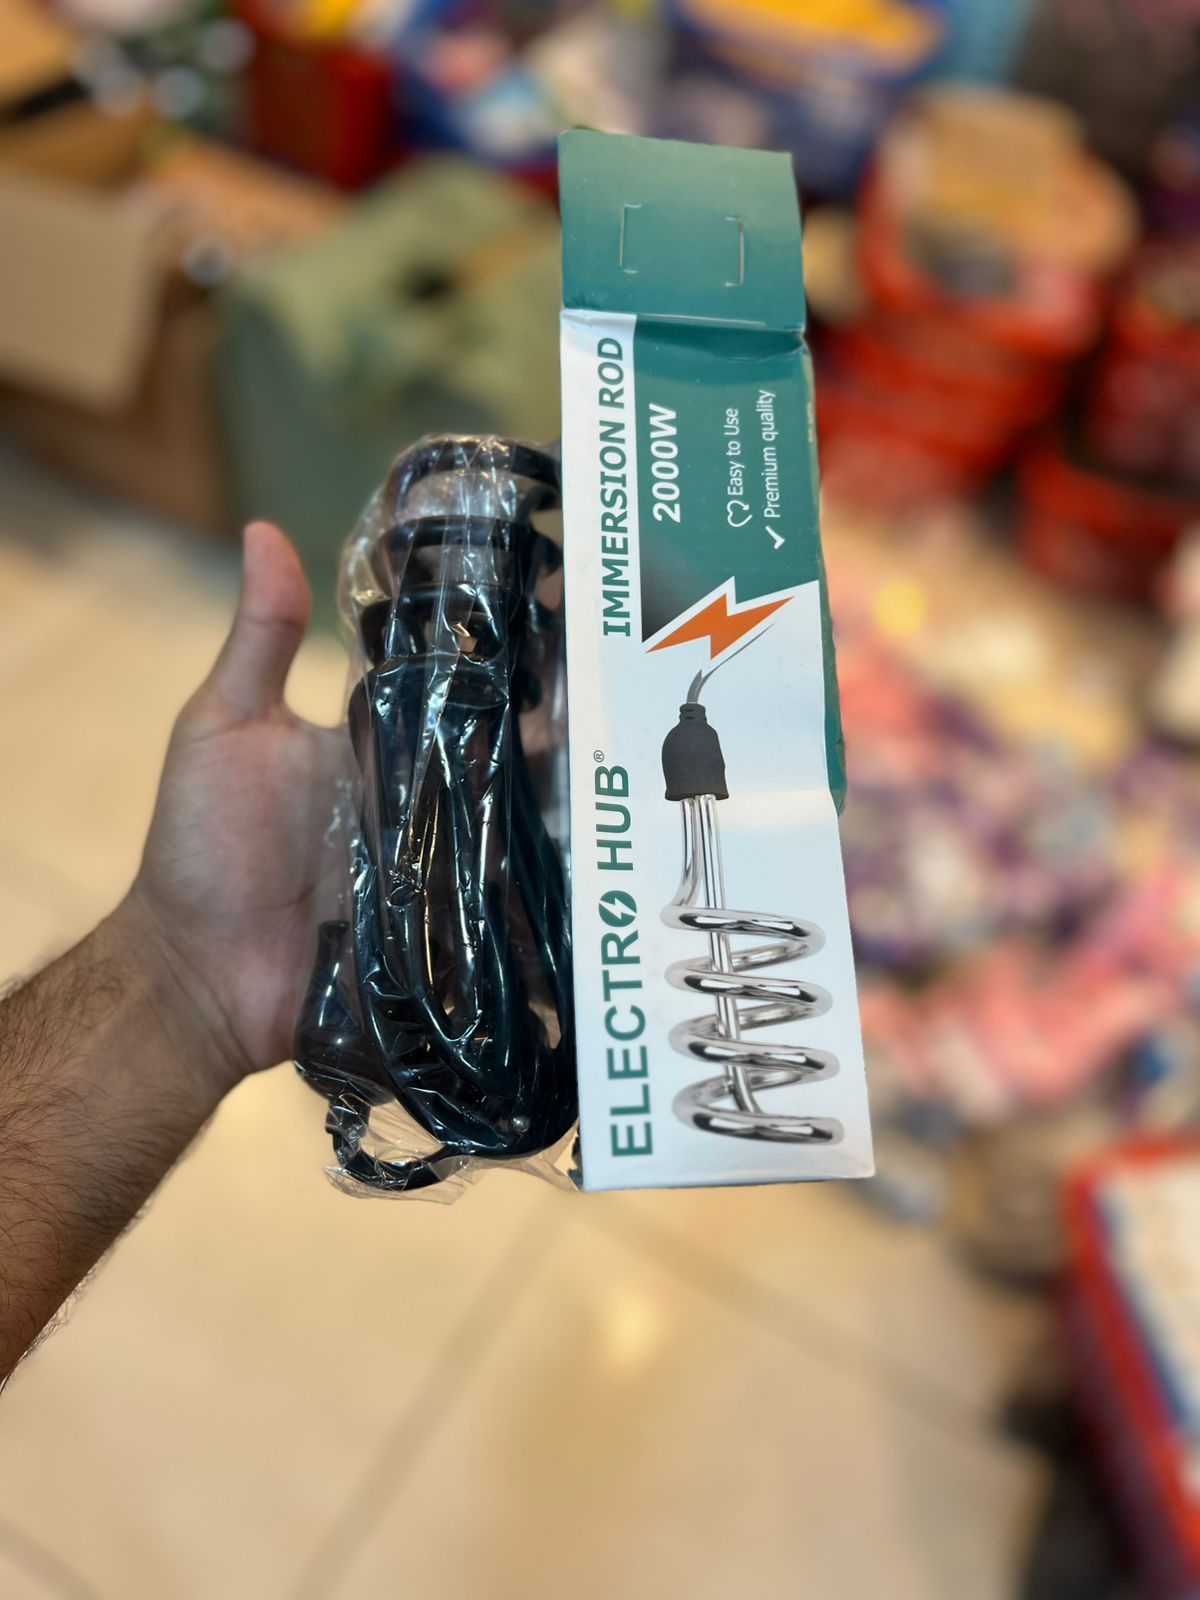 IMMERSION ROD
2000W
Easy to Use
Premium quality
ELECTRO HUB®